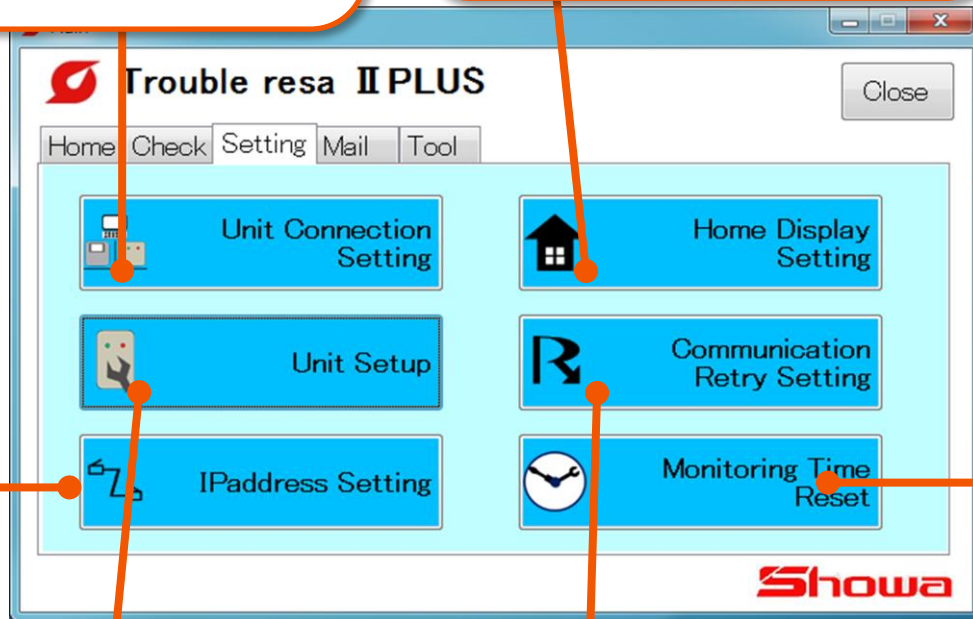 Trouble resa Ⅱ PLUS
Close
Home Check Setting Mail Tool
Unit Connection
Setting
Home Display
Setting
Unit Setup
Communication
Retry Setting
IPaddress Setting
Monitoring Time
Reset
Showa